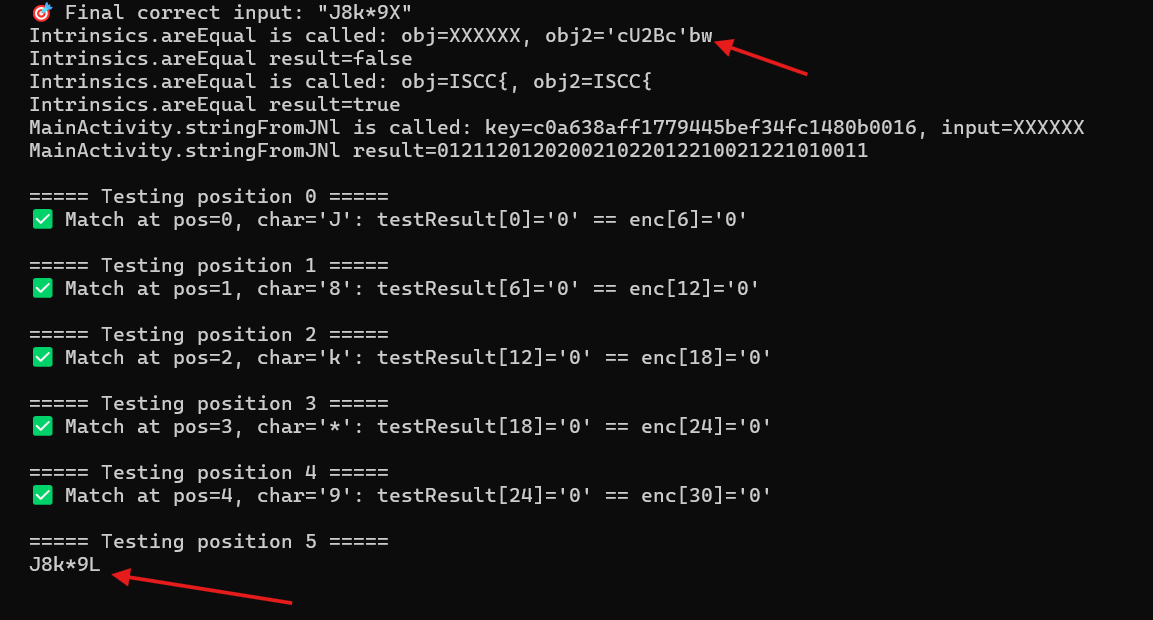 🎯 Final correct input: "J8k*9X"
Intrinsics.areEqual is called: obj=XXXXXX, obj2='cU2Bc'bw
Intrinsics.areEqual result=false
Intrinsics.areEqual is called: obj=ISCC{, obj2=ISCC{
Intrinsics.areEqual result=true
MainActivity.stringFromJNl is called: key=c0a638aff1779445bef34fc1480b0016, input=XXXXXX
MainActivity.stringFromJNl result=012112012020021022012210021221010011
===== Testing position 0 =====
✅ Match at pos=0, char='J': testResult[0]='0' == enc[6]='0'
===== Testing position 1 =====
✅ Match at pos=1, char='8': testResult[6]='0' == enc[12]='0'
===== Testing position 2 =====
✅ Match at pos=2, char='k': testResult[12]='0' == enc[18]='0'
===== Testing position 3 =====
✅ Match at pos=3, char='*': testResult[18]='0' == enc[24]='0'
===== Testing position 4 =====
✅ Match at pos=4, char='9': testResult[24]='0' == enc[30]='0'
===== Testing position 5 =====
J8k*9L